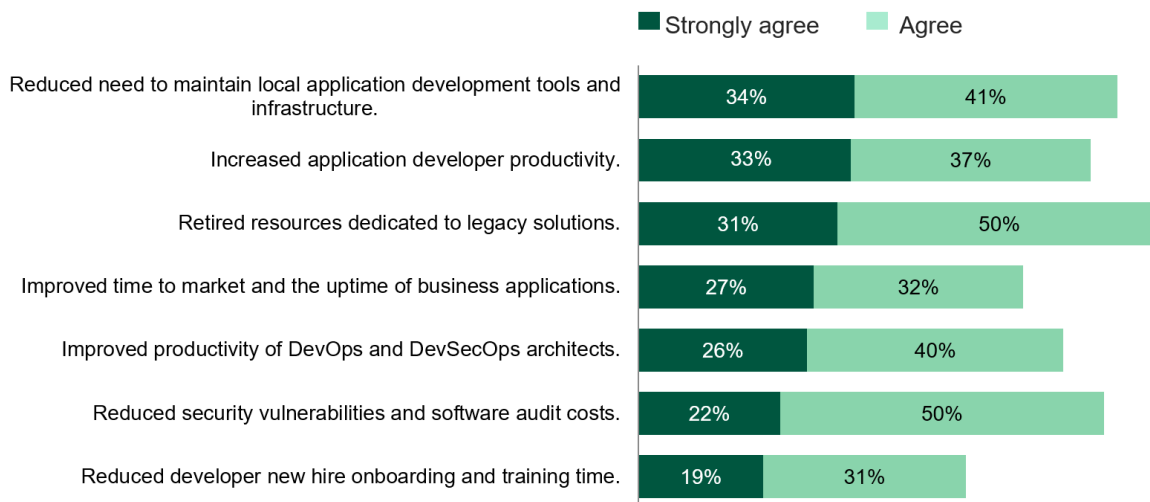 Strongly agree Agree
Reduced need to maintain local application development tools and
infrastructure.
34% 41%
Increased application developer productivity.
33% 37%
Retired resources dedicated to legacy solutions.
31% 50%
Improved time to market and the uptime of business applications.
27% 32%
Improved productivity of DevOps and DevSecOps architects.
26% 40%
Reduced security vulnerabilities and software audit costs.
22% 50%
Reduced developer new hire onboarding and training time.
19% 31%